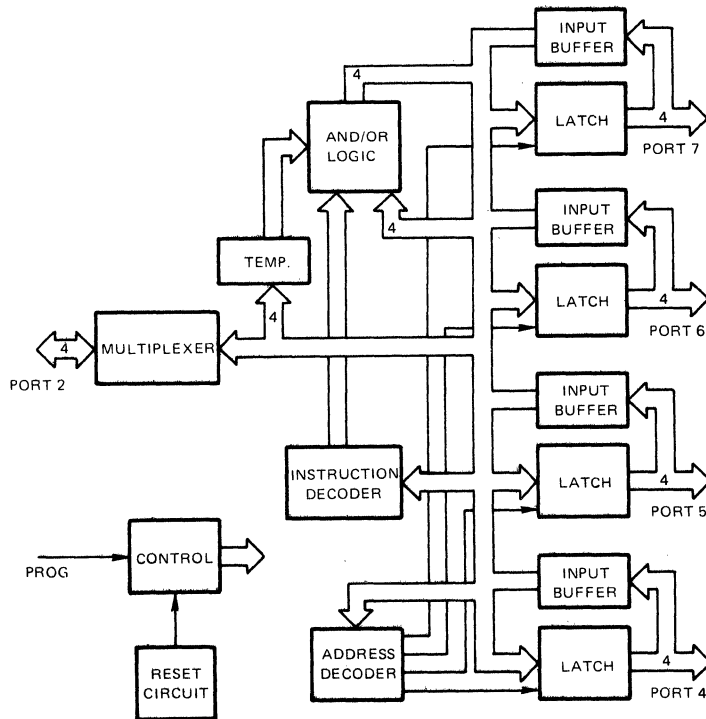 INPUT
BUFFER
4
AND/OR
LOGIC
LATCH
4
PORT 7
INPUT
BUFFER
4
TEMP.
4
LATCH
4
PORT 6
4
MULTIPLEXER
PORT 2
INPUT
BUFFER
INSTRUCTION
DECODER
LATCH
4
PORT 5
PROG
CONTROL
INPUT
BUFFER
RESET
CIRCUIT
ADDRESS
DECODER
LATCH
4
PORT 4